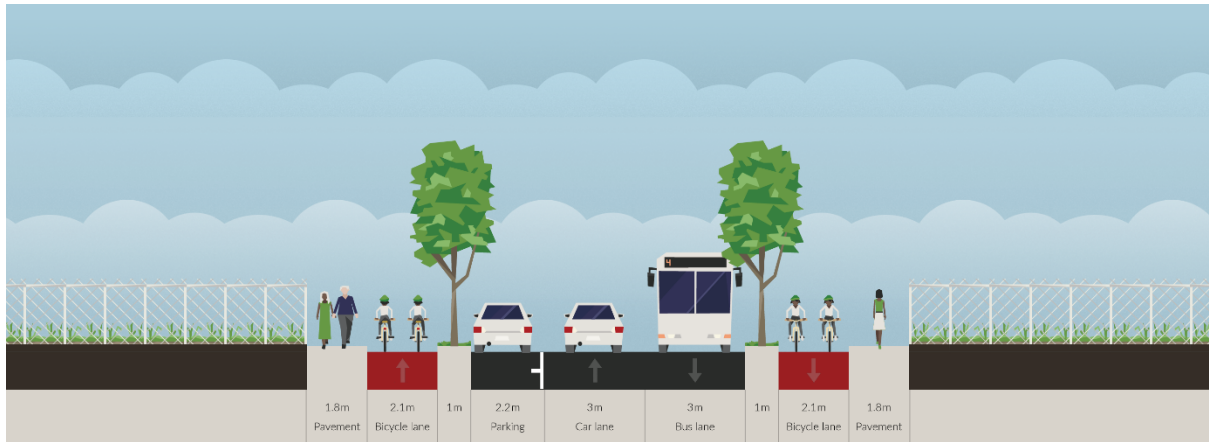 4
1.8m
Pavement
2.1m
Bicycle lane
1m
2.2m
Parking
3m
Car lane
3m
Bus lane
1m
2.1m
Bicycle lane
1.8m
Pavement